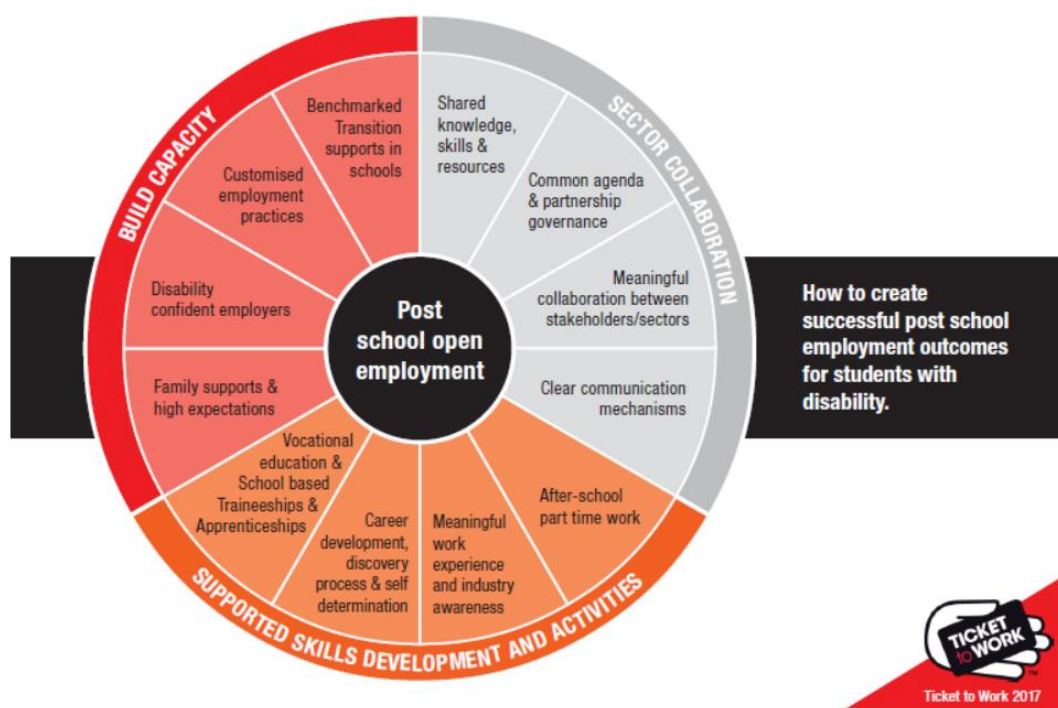 BUILD CAPACITY
Benchmarked
Transition
supports in
schools
Customised
employment
practices
Disability
confident employers
Family supports &
high expectations
SECTOR COLLABORATION
Shared
knowledge,
skills &
resources
Common agenda
& partnership
governance
Meaningful
collaboration between
stakeholders/sectors
Clear communication
mechanisms
Post
school open
employment
SUPPORTED SKILLS DEVELOPMENT AND ACTIVITIES
Vocational
education &
School based
Traineeships &
Apprenticeships
Career
development,
discovery
process & self
determination
Meaningful
work
experience
and industry
awareness
After-school
part time work
How to create
successful post school
employment outcomes
for students with
disability.
TICKET
to WORK
TM
Ticket to Work 2017